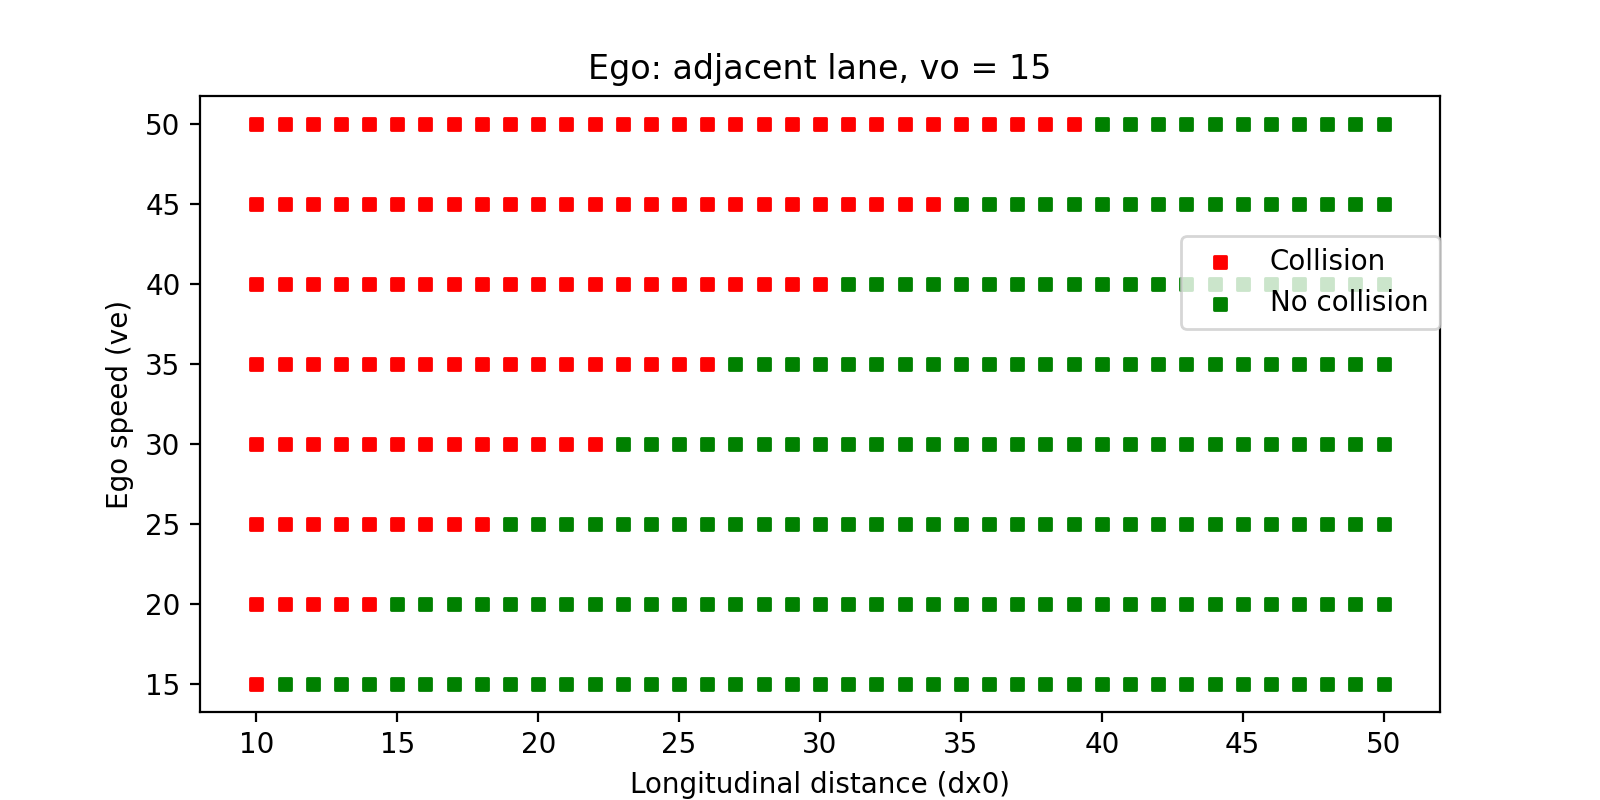 Ego: adjacent lane, vo = 15
Ego speed (ve)
50
45
40
35
30
25
20
15
Collision
No collision
10 15 20 25 30 35 40 45 50
Longitudinal distance (dx0)